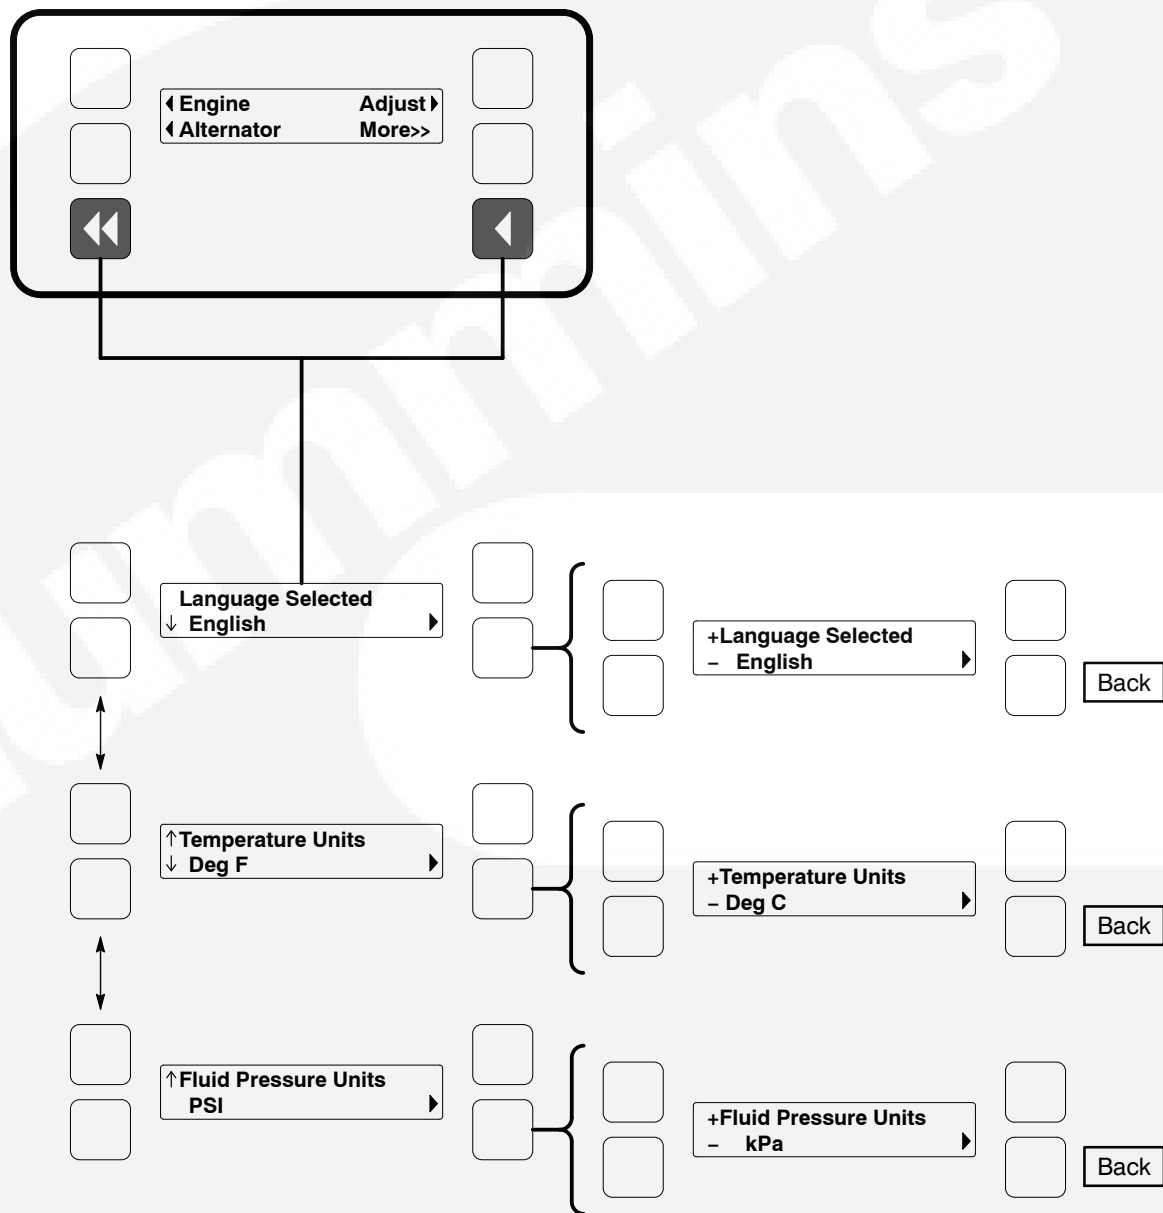 ◀ Engine Adjust ▶
◀ Alternator More>>
Language Selected
↓ English ▶
+Language Selected
– English ▶
Back
↑Temperature Units
↓ Deg F ▶
+Temperature Units
– Deg C ▶
Back
↑Fluid Pressure Units
PSI ▶
+Fluid Pressure Units
– kPa ▶
Back